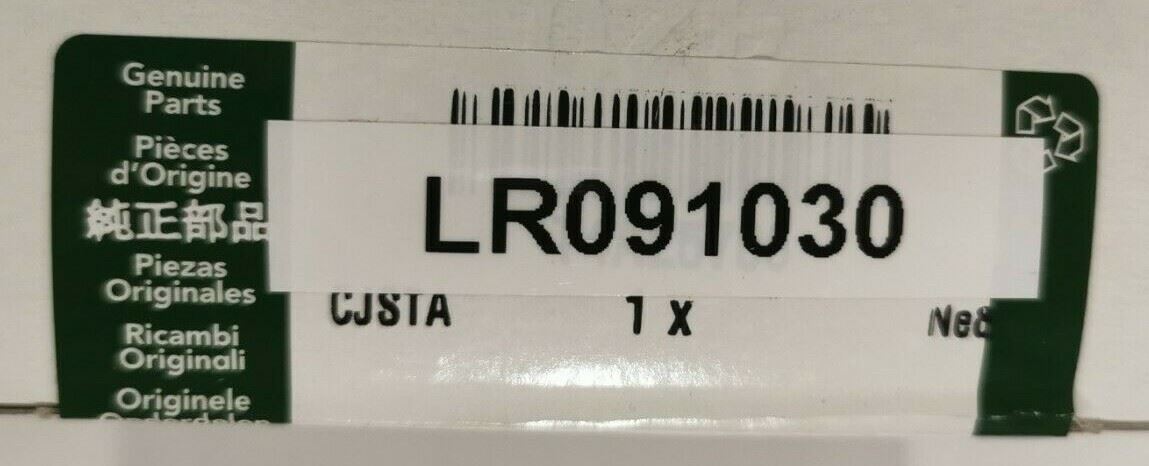 Genuine
Parts
Pièces
d'Origine
純正部品
Piezas
Originales
Ricambi
Originali
Originele
LR091030
CJSTA 1 x